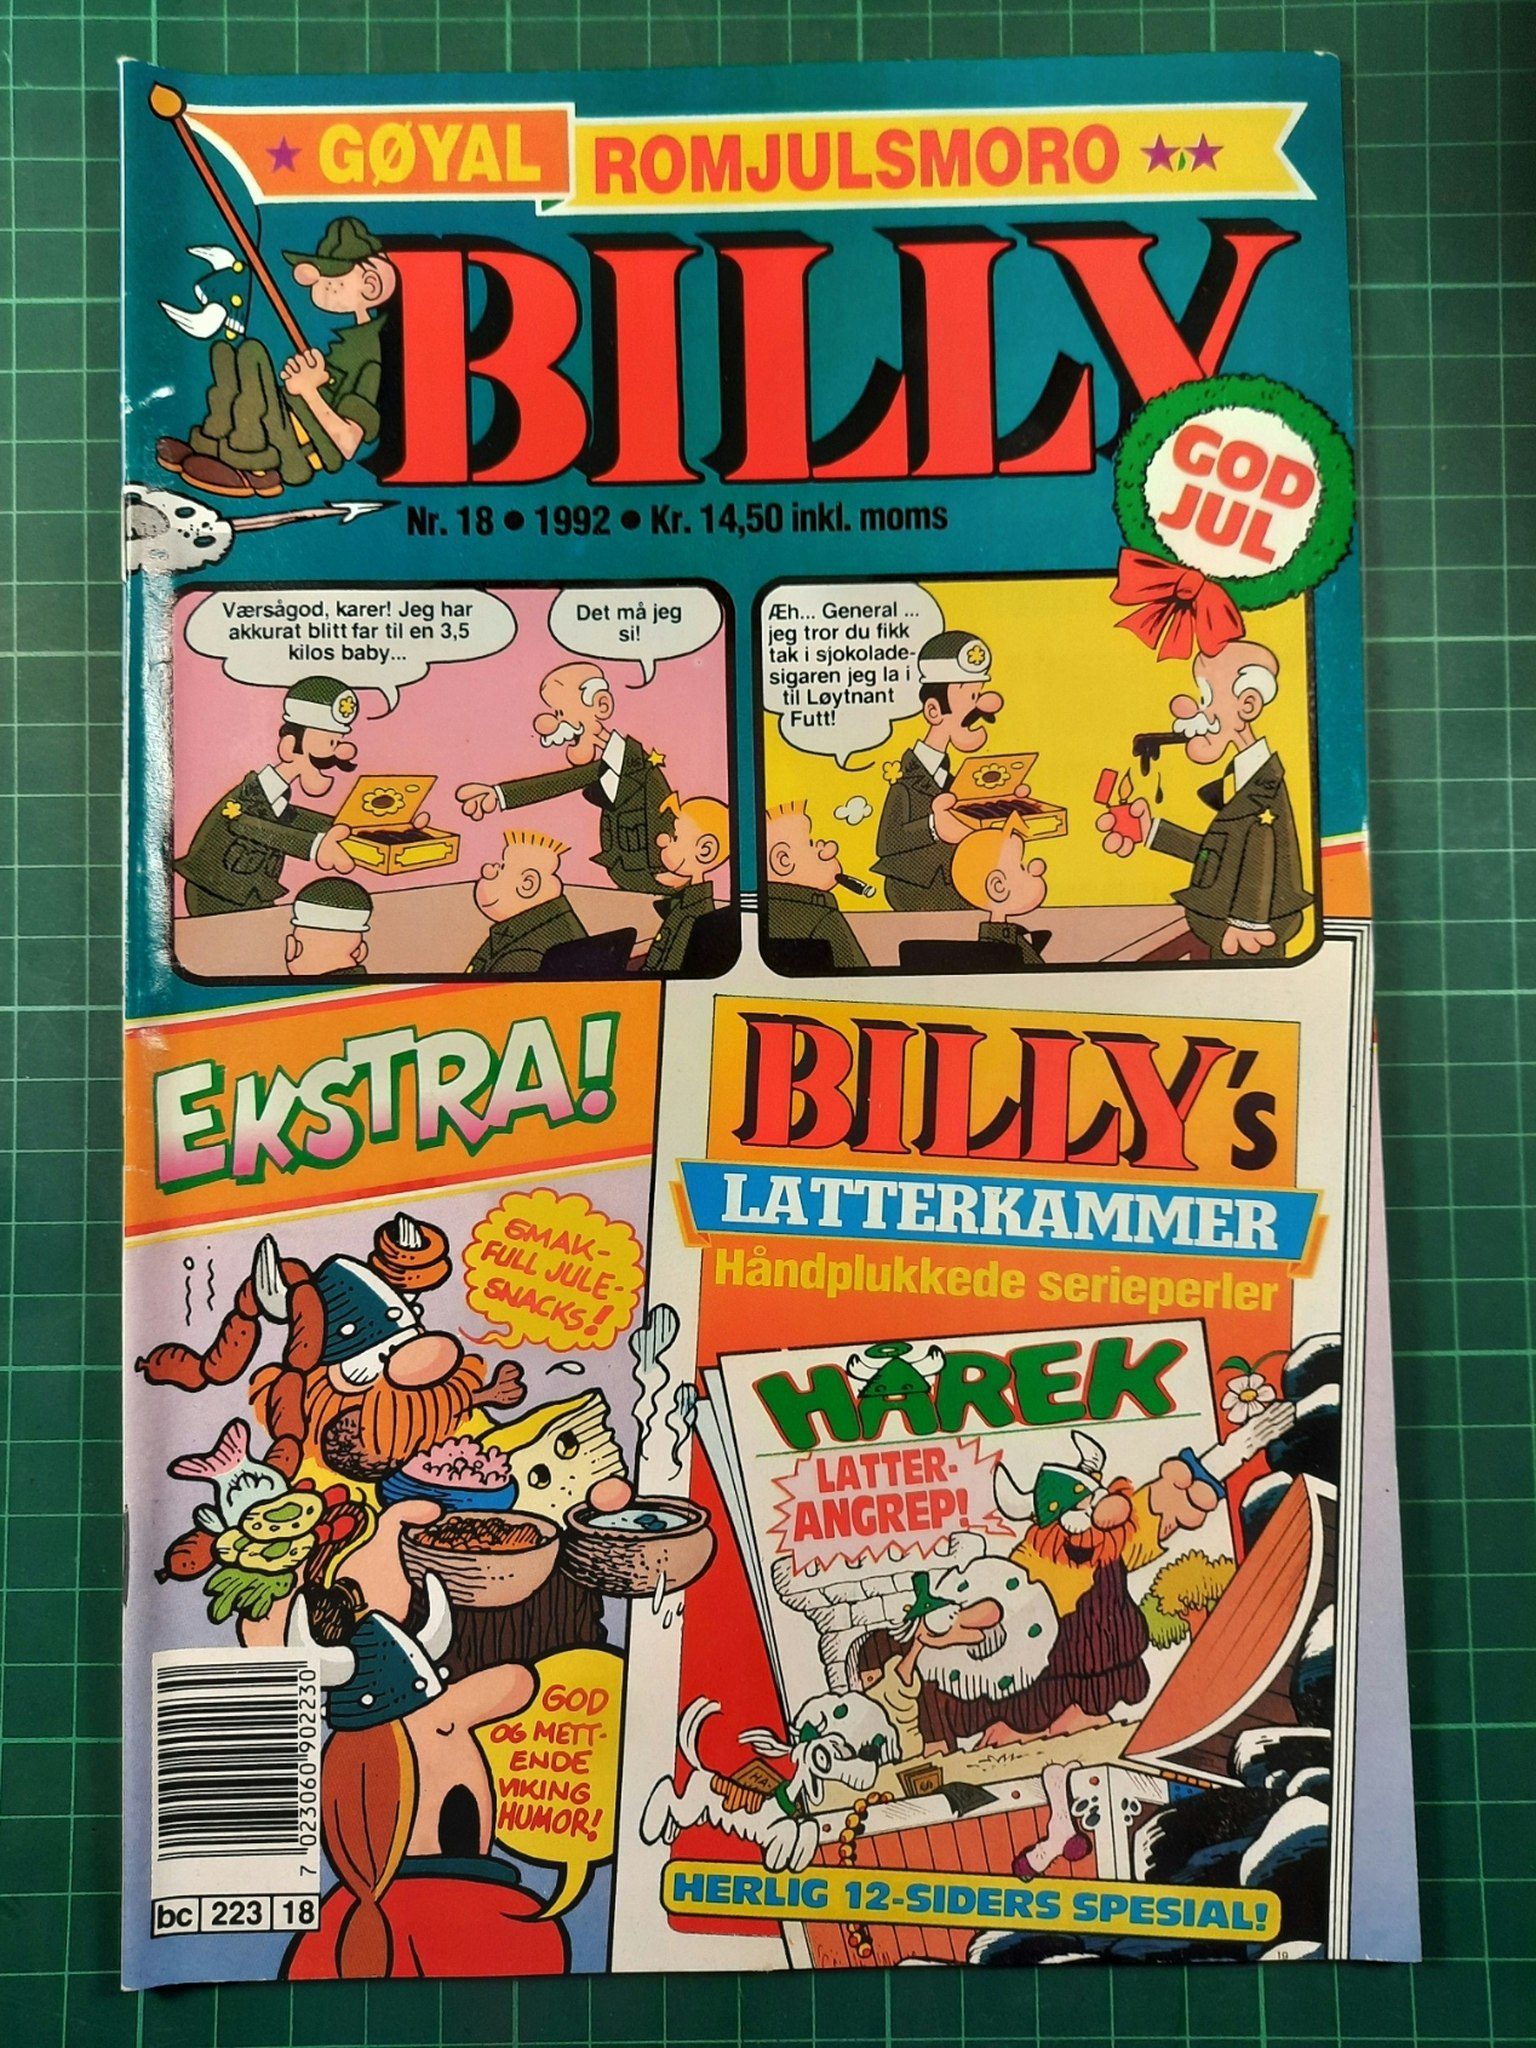 GØYAL ROMJULSMORO
BILLY
GOD
JUL
Nr. 18 • 1992 • Kr. 14,50 inkl. moms
Værsågod, karer! Jeg har
akkurat blitt far til en 3,5
kilos baby...
Det må jeg
si!
Æh... General ...
jeg tror du fikk
tak i sjokolade-
sigaren jeg la i
til Løytnant
Futt!
EKSTRA!
SMAK-
FULL JULE-
SNACKS!
GOD
OG METT-
ENDE
VIKING
HUMOR!
BILLY's
LATTERKAMMER
Håndplukkede serieperler
HÅREK
LATTER-
ANGREP!
HA-
HERLIG 12-SIDERS SPESIAL!
7 023060 902230
bc 223 18